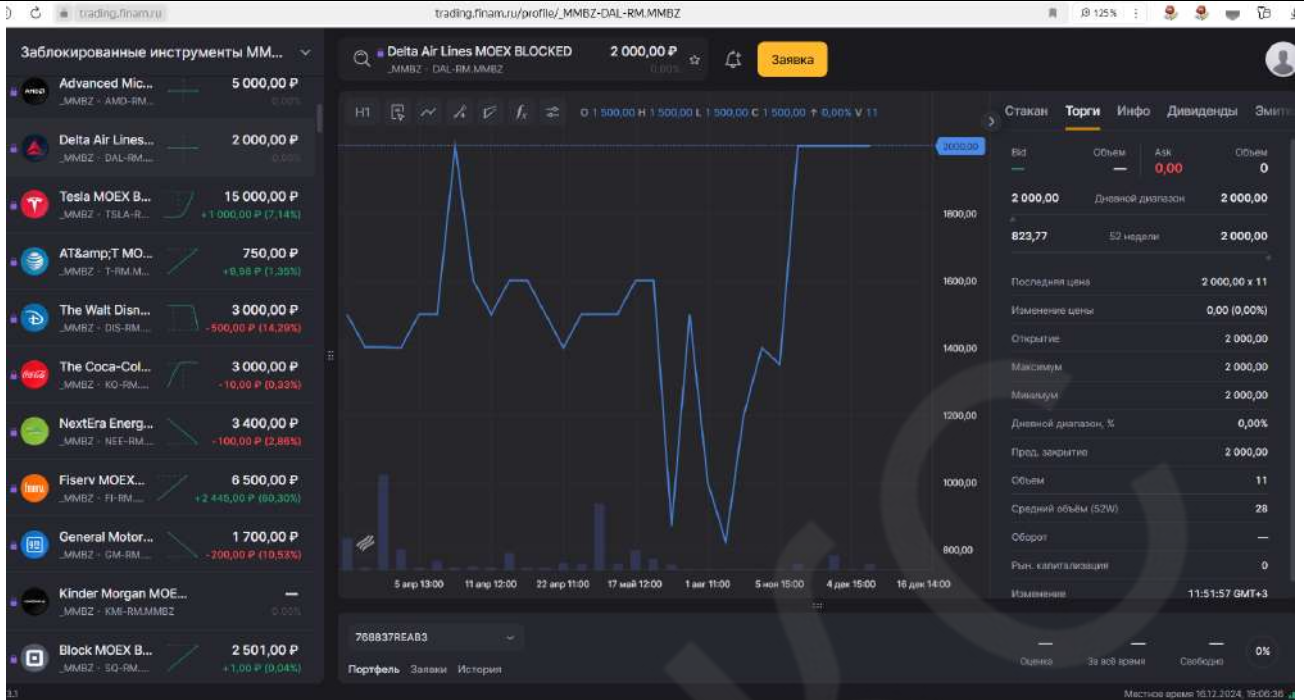 trading.finam.ru
trading.finam.ru/profile/_MMBZ-DAL-RM.MMBZ
125%
Заблокированные инструменты MM...
Advanced Mic...
5 000,00 ₽
_MMBZ - AMD-RM...
0,00%
Delta Air Lines...
2 000,00 ₽
_MMBZ - DAL-RM....
0,00%
Tesla MOEX B...
15 000,00 ₽
_MMBZ - TSLA-R...
+1 000,00 ₽ (7,14%)
AT&amp;T MO...
750,00 ₽
_MMBZ - T-RM.M...
+9,98 ₽ (1,35%)
The Walt Disn...
3 000,00 ₽
_MMBZ - DIS-RM....
-500,00 ₽ (14,29%)
The Coca-Col...
3 000,00 ₽
_MMBZ - KO-RM....
-10,00 ₽ (0,33%)
NextEra Energ...
3 400,00 ₽
_MMBZ - NEE-RM....
-100,00 ₽ (2,86%)
Fiserv MOEX...
6 500,00 ₽
_MMBZ - FI-RM....
+2 445,00 ₽ (60,30%)
General Motor...
1 700,00 ₽
_MMBZ - GM-RM....
-200,00 ₽ (10,53%)
Kinder Morgan MOE...
—
_MMBZ - KMI-RM.MMBZ
0,00%
Block MOEX B...
2 501,00 ₽
_MMBZ - SQ-RM....
+1,00 ₽ (0,04%)
3.1
Delta Air Lines MOEX BLOCKED
2 000,00 ₽
_MMBZ - DAL-RM.MMBZ
0,00%
Заявка
H1
O 1 500,00 H 1 500,00 L 1 500,00 C 1 500,00 + 0,00% V 11
2000,00
1800,00
1600,00
1400,00
1200,00
1000,00
800,00
5 апр 13:00 11 апр 12:00 22 апр 11:00 17 май 12:00 1 авг 11:00 5 ноя 15:00 4 дек 15:00 16 дек 14:00
768837REAB3
Портфель Заявки История
Стакан Торги Инфо Дивиденды Эмит
Bid Объем Ask Объем
— — 0,00 0
2 000,00 Дневной диапазон 2 000,00
823,77 52 недели 2 000,00
Последняя цена 2 000,00 x 11
Изменение цены 0,00 (0,00%)
Открытие 2 000,00
Максимум 2 000,00
Минимум 2 000,00
Дневной диапазон, % 0,00%
Пред. закрытие 2 000,00
Объем 11
Средний объём (52W) 28
Оборот —
Рын. капитализация 0
Изменение 11:51:57 GMT+3
— — — 0%
Оценка За всё время Свободно
Местное время 16.12.2024, 19:06:36